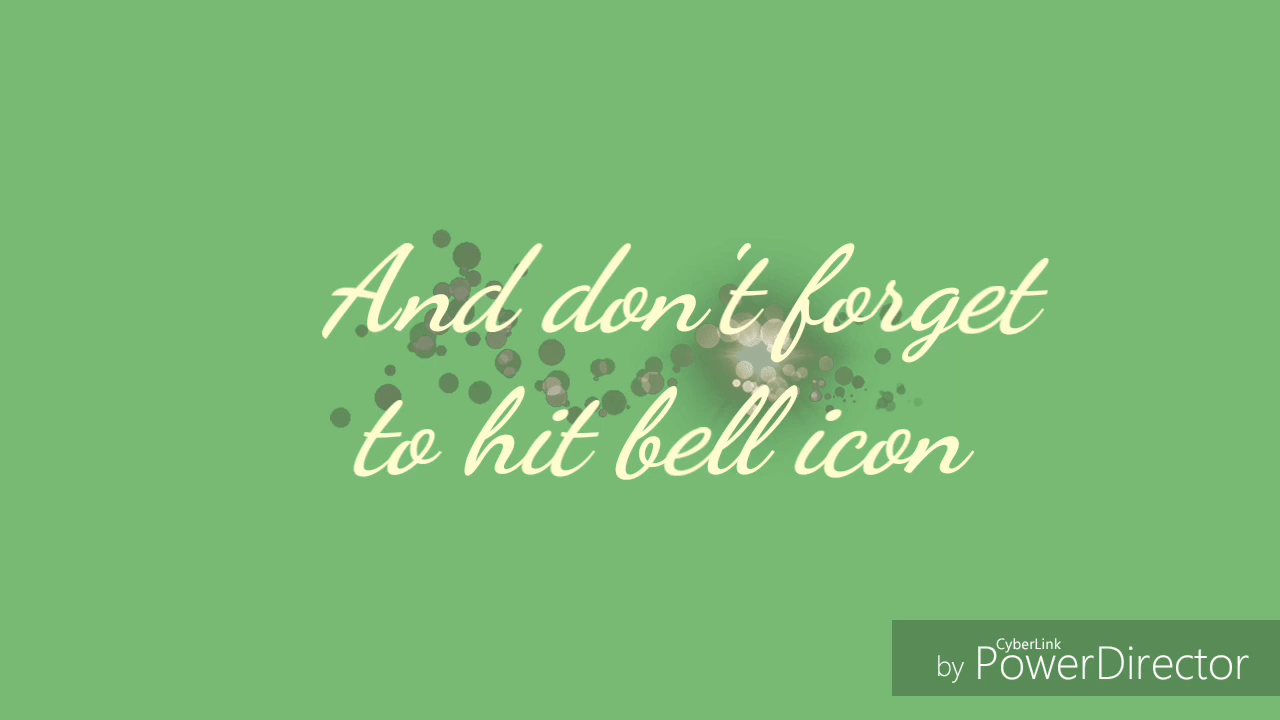 And don't forget
to hit bell icon
CyberLink
by PowerDirector